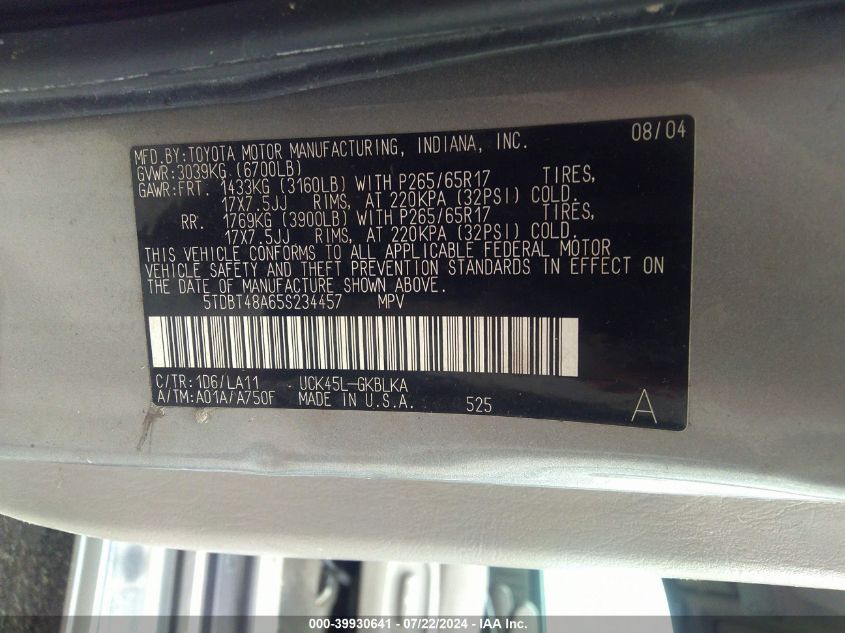 08/04
MFD.BY:TOYOTA MOTOR MANUFACTURING, INDIANA, INC.
GVWR:3039KG (6700LB)
GAWR:FRT. 1433KG (3160LB) WITH P265/65R17 TIRES,
17X7.5JJ RIMS, AT 220KPA (32PSI) COLD.
RR. 1769KG (3900LB) WITH P265/65R17 TIRES,
17X7.5JJ RIMS, AT 220KPA (32PSI) COLD.
THIS VEHICLE CONFORMS TO ALL APPLICABLE FEDERAL MOTOR
VEHICLE SAFETY AND THEFT PREVENTION STANDARDS IN EFFECT ON
THE DATE OF MANUFACTURE SHOWN ABOVE.
5TDBT48A65S234457 MPV
C/TR:1D6/LA11 UCK45L-GKBLKA
A/TM:A01A/A750F MADE IN U.S.A. 525 A
000-39930641 - 07/22/2024 - IAA Inc.